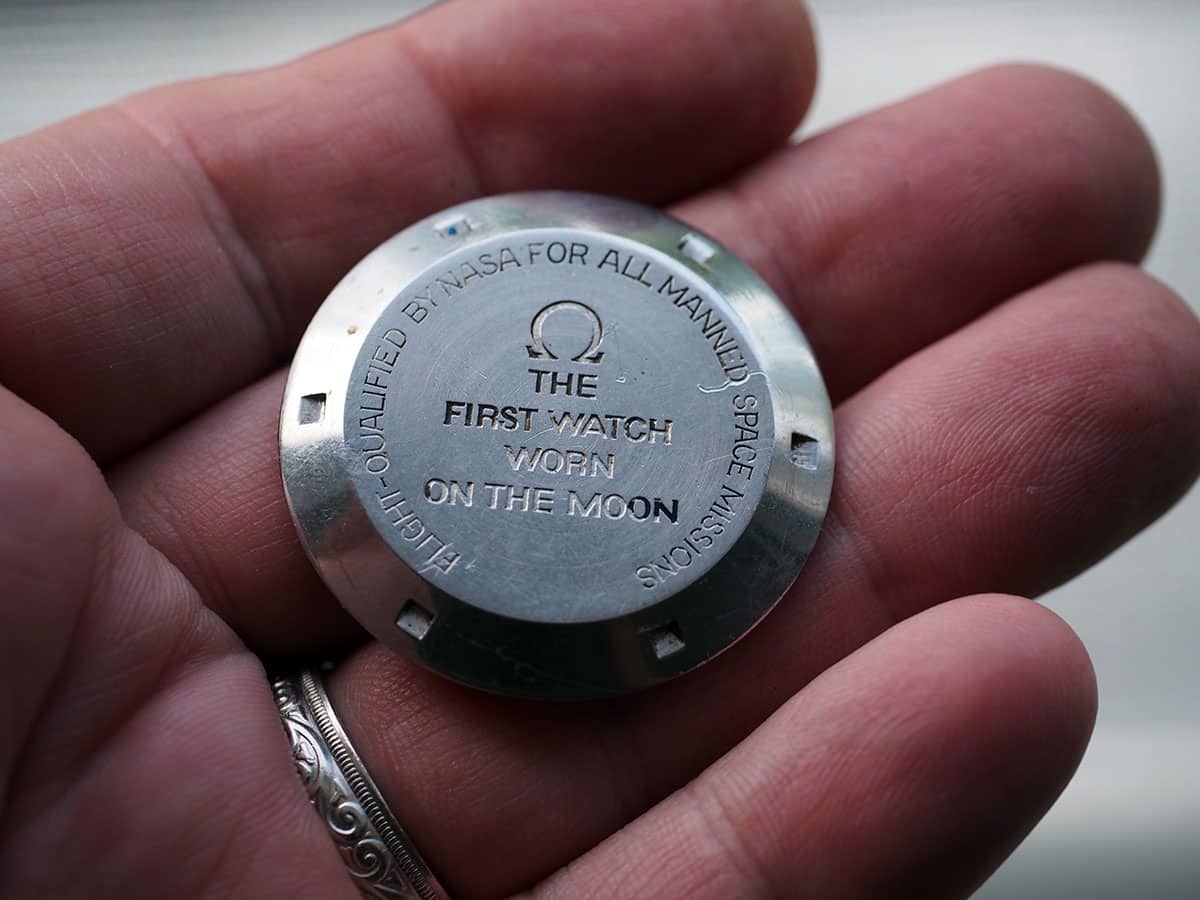 FLIGHT-QUALIFIED BY NASA FOR ALL MANNED SPACE MISSIONS
Ω
THE
FIRST WATCH
WORN
ON THE MOON